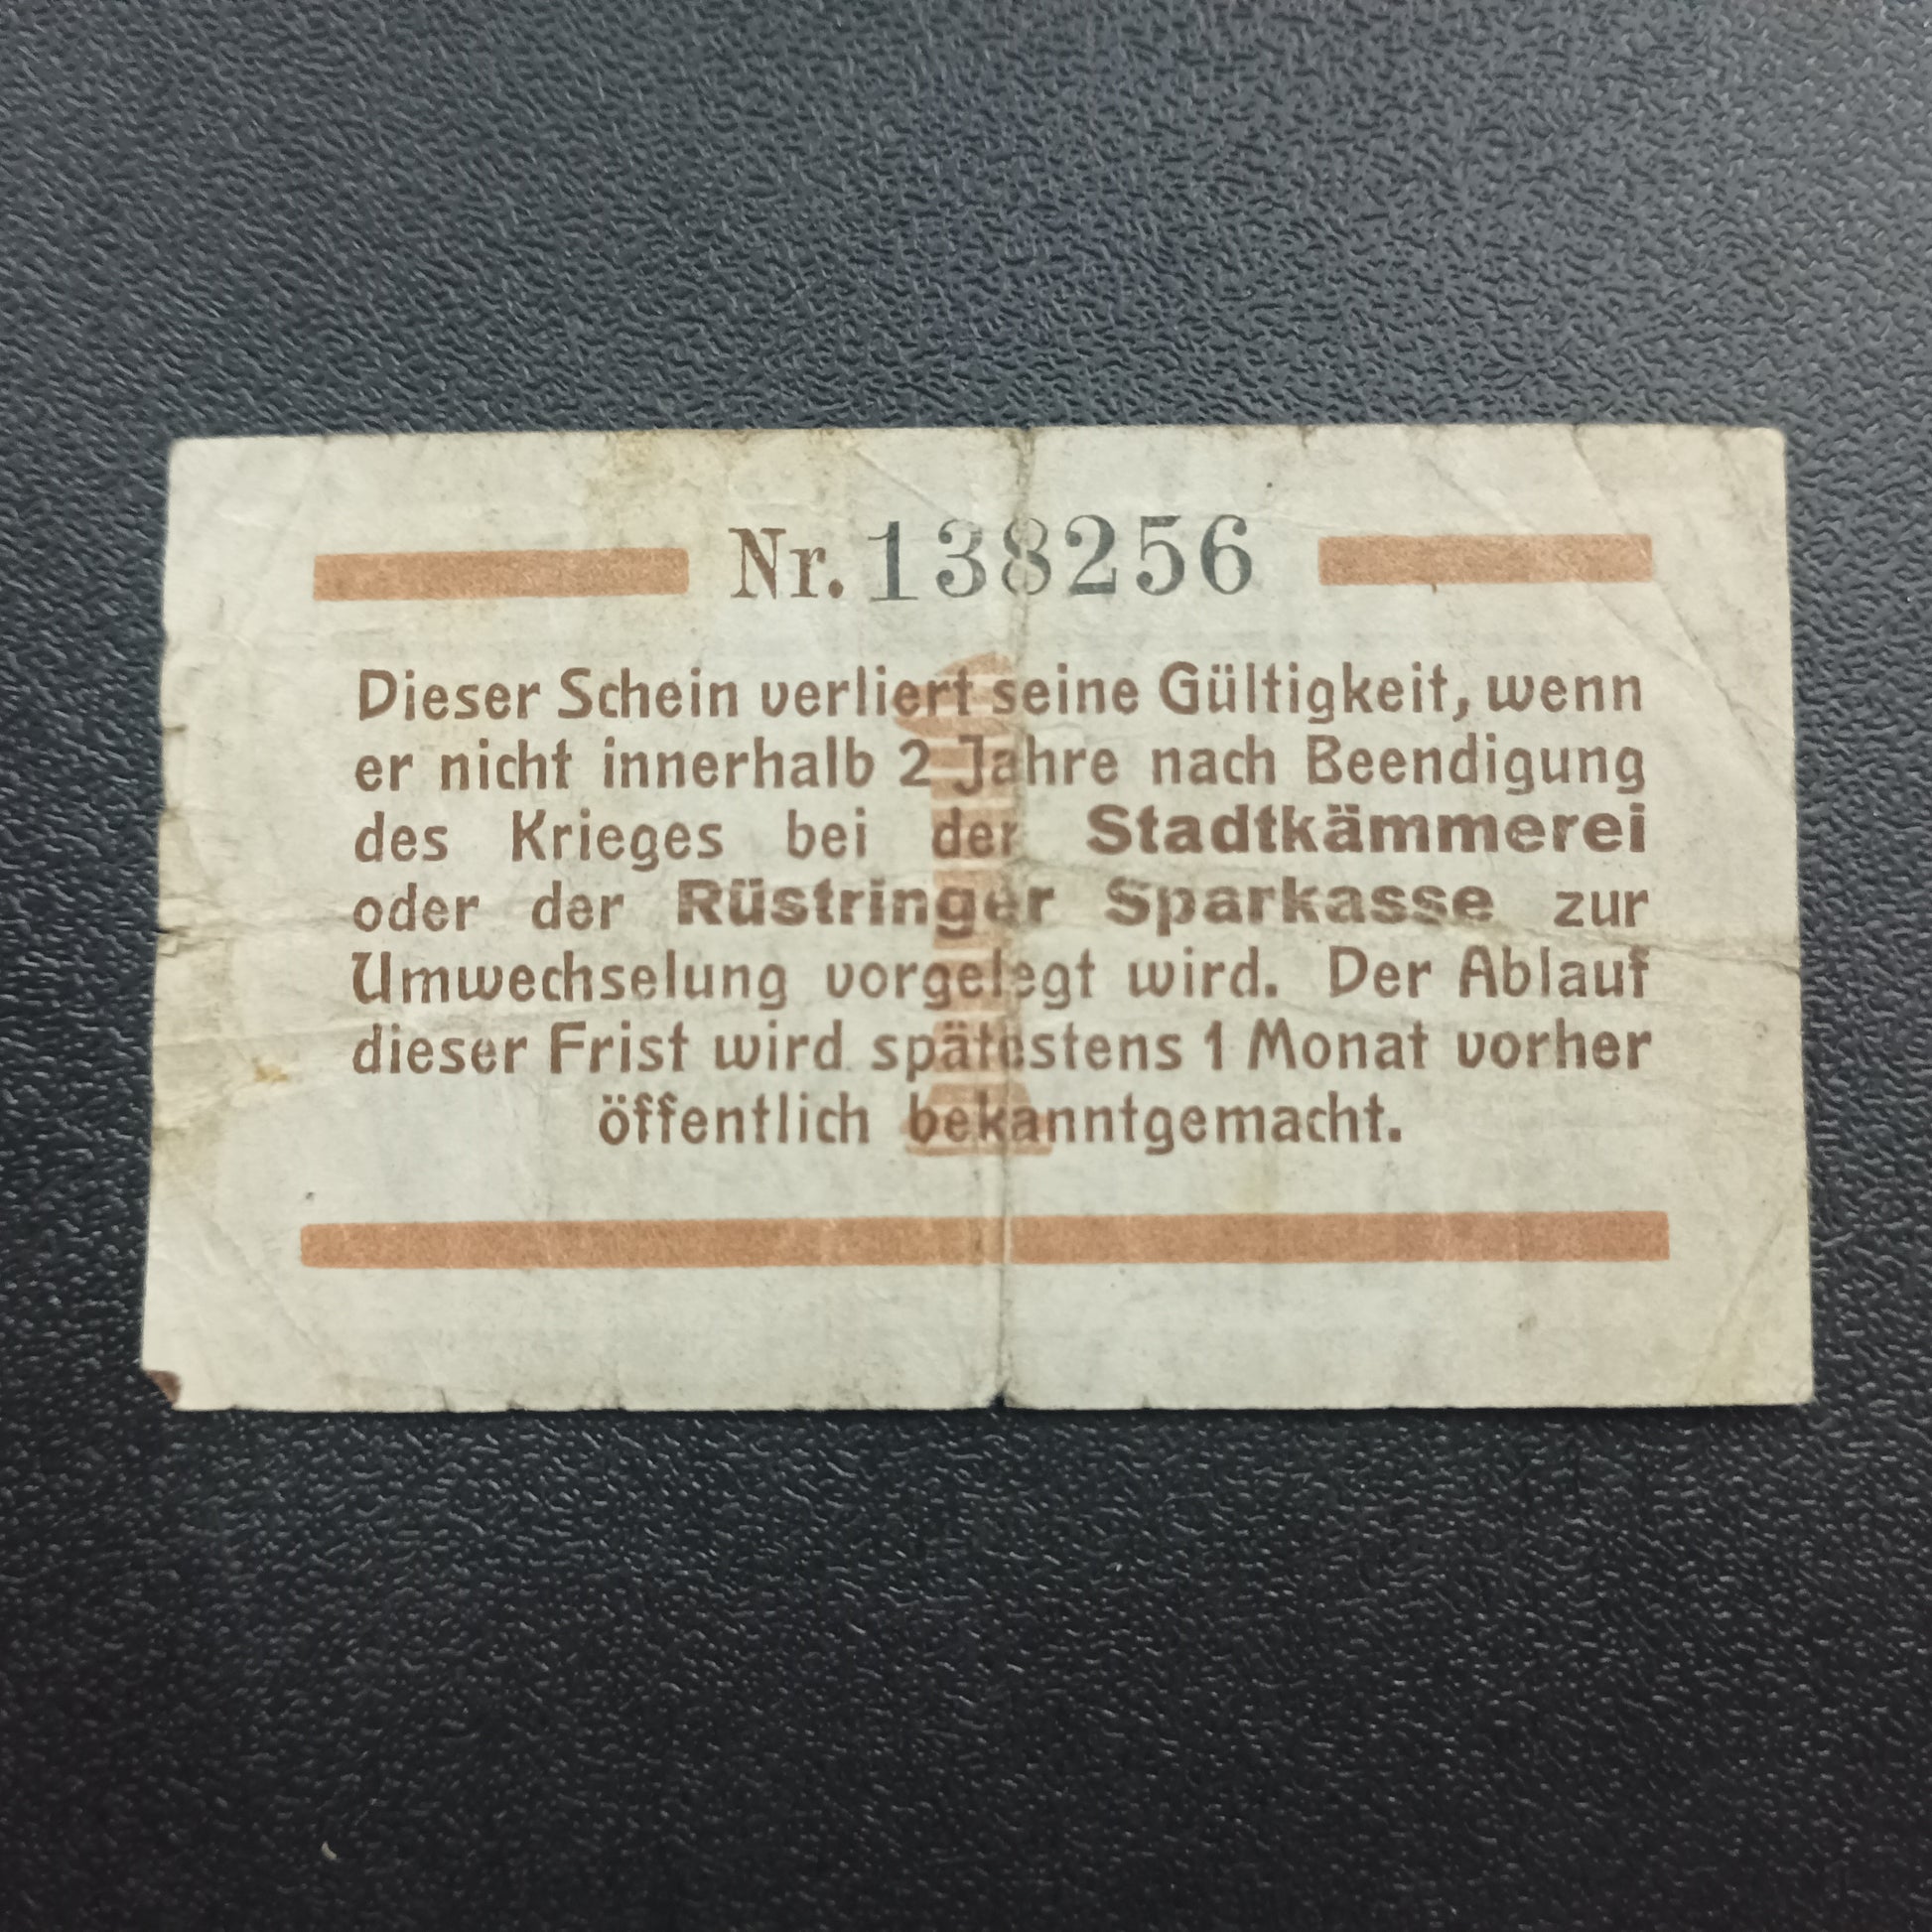 Nr. 138256
Dieser Schein verliert seine Gültigkeit, wenn
er nicht innerhalb 2 Jahre nach Beendigung
des Krieges bei der Stadtkämmerei
oder der Rüstringer Sparkasse zur
Umwechselung vorgelegt wird. Der Ablauf
dieser Frist wird spätestens 1 Monat vorher
öffentlich bekanntgemacht.